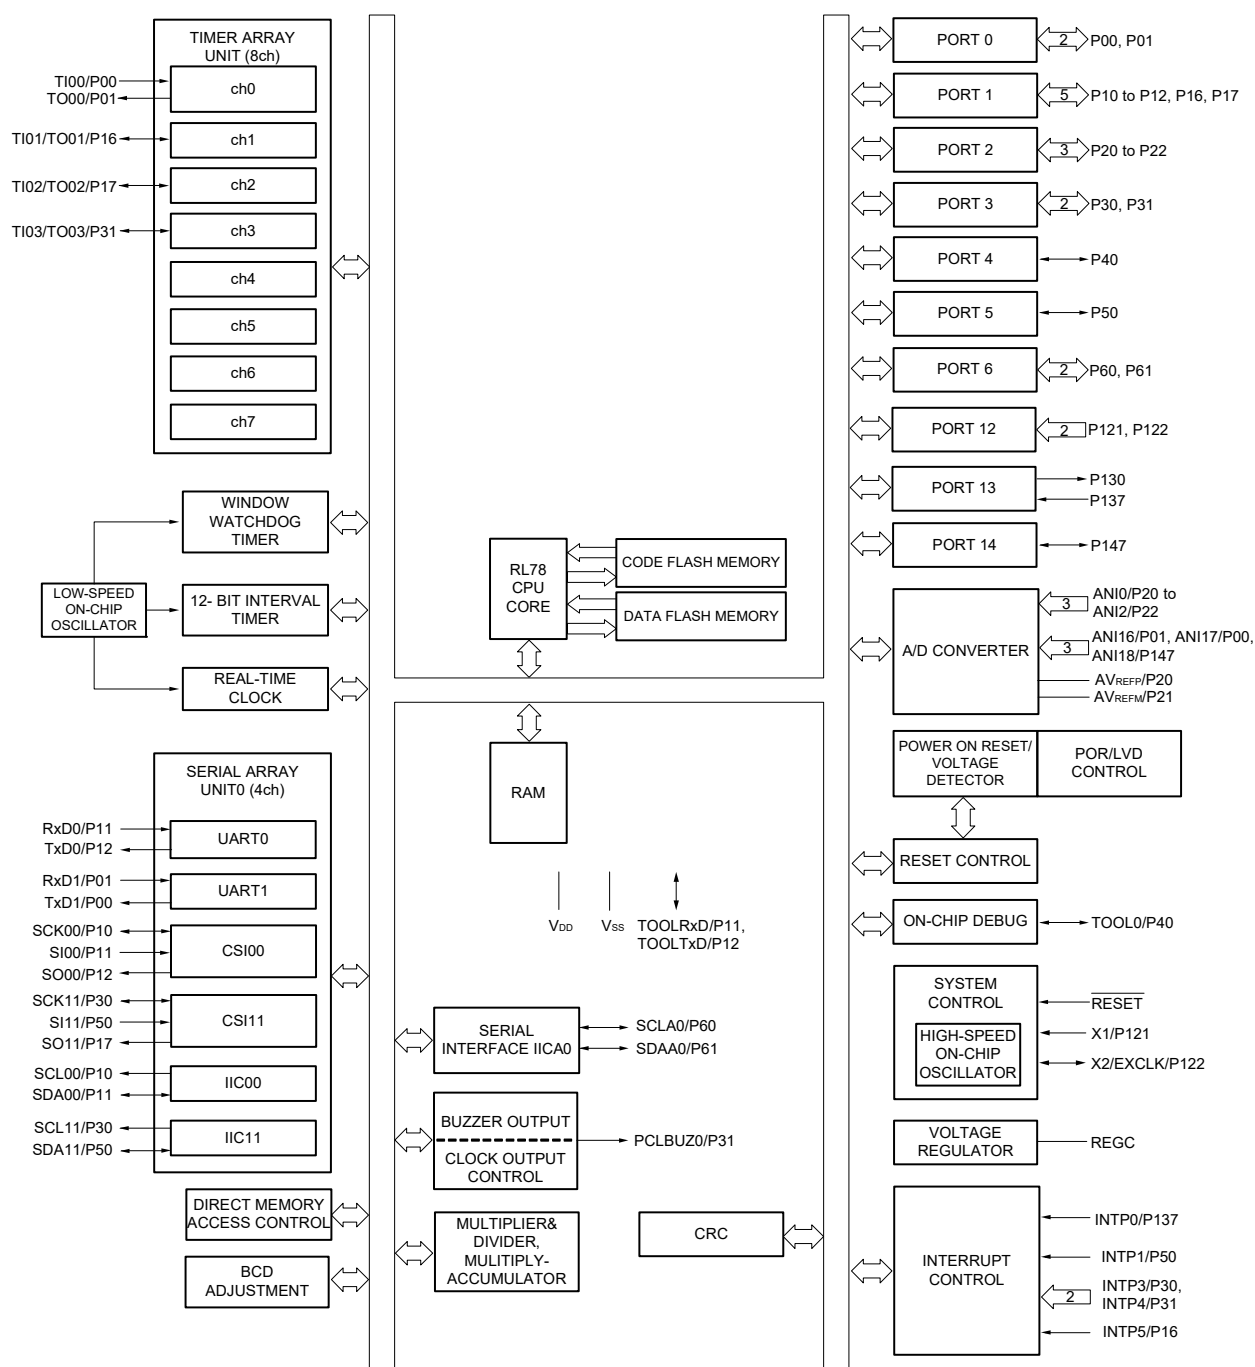 TIMER ARRAY
UNIT (8ch)
TI00/P00
TO00/P01
ch0
TI01/TO01/P16
ch1
TI02/TO02/P17
ch2
TI03/TO03/P31
ch3
ch4
ch5
ch6
ch7
WINDOW
WATCHDOG
TIMER
LOW-SPEED
ON-CHIP
OSCILLATOR
12- BIT INTERVAL
TIMER
REAL-TIME
CLOCK
SERIAL ARRAY
UNIT0 (4ch)
RxD0/P11
TxD0/P12
UART0
RxD1/P01
TxD1/P00
UART1
SCK00/P10
SI00/P11
SO00/P12
CSI00
SCK11/P30
SI11/P50
SO11/P17
CSI11
SCL00/P10
SDA00/P11
IIC00
SCL11/P30
SDA11/P50
IIC11
DIRECT MEMORY
ACCESS CONTROL
BCD
ADJUSTMENT
RL78
CPU
CORE
CODE FLASH MEMORY
DATA FLASH MEMORY
RAM
VDD
VSS
TOOLRxD/P11,
TOOLTxD/P12
SERIAL
INTERFACE IICA0
SCLA0/P60
SDAA0/P61
BUZZER OUTPUT
CLOCK OUTPUT
CONTROL
PCLBUZ0/P31
MULTIPLIER&
DIVIDER,
MULITIPLY-
ACCUMULATOR
CRC
PORT 0
2
P00, P01
PORT 1
5
P10 to P12, P16, P17
PORT 2
3
P20 to P22
PORT 3
2
P30, P31
PORT 4
P40
PORT 5
P50
PORT 6
2
P60, P61
PORT 12
2
P121, P122
PORT 13
P130
P137
PORT 14
P147
A/D CONVERTER
3
ANI0/P20 to
ANI2/P22
3
ANI16/P01, ANI17/P00,
ANI18/P147
AVREFP/P20
AVREFM/P21
POWER ON RESET/
VOLTAGE
DETECTOR
POR/LVD
CONTROL
RESET CONTROL
ON-CHIP DEBUG
TOOL0/P40
SYSTEM
CONTROL
HIGH-SPEED
ON-CHIP
OSCILLATOR
RESET
X1/P121
X2/EXCLK/P122
VOLTAGE
REGULATOR
REGC
INTERRUPT
CONTROL
INTP0/P137
INTP1/P50
2
INTP3/P30,
INTP4/P31
INTP5/P16